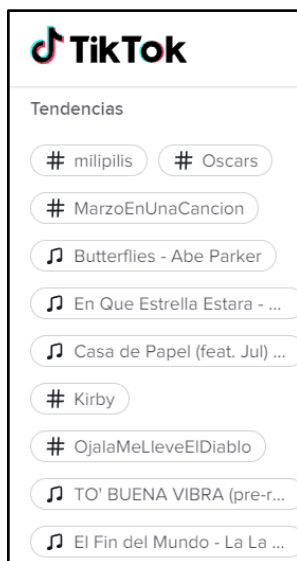 TikTok
Tendencias
# milipilis # Oscars
# MarzoEnUnaCancion
Butterflies - Abe Parker
En Que Estrella Estara - ...
Casa de Papel (feat. Jul) ...
# Kirby
# OjalaMeLleveElDiablo
TO' BUENA VIBRA (pre-r...
El Fin del Mundo - La La ...